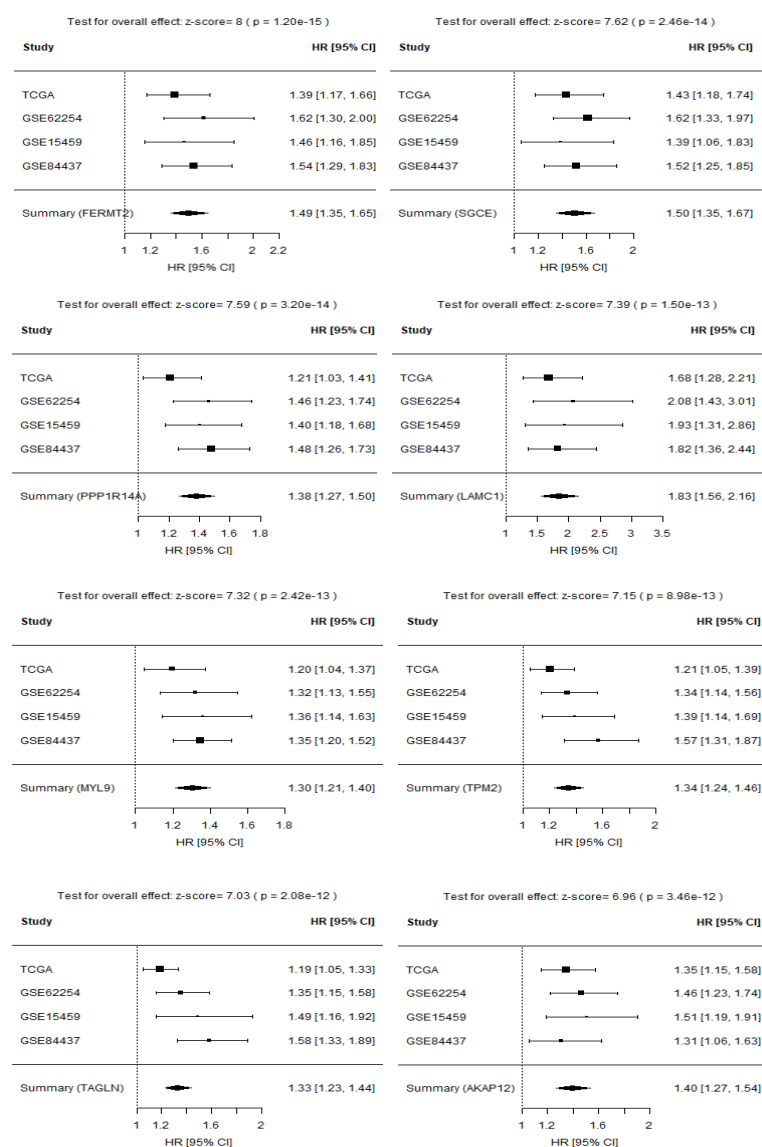 Test for overall effect: z-score= 8 ( p = 1.20e-15 )
Study HR [95% CI]
TCGA 1.39 [1.17, 1.66]
GSE62254 1.62 [1.30, 2.00]
GSE15459 1.46 [1.16, 1.85]
GSE84437 1.54 [1.29, 1.83]
Summary (FERMT2) 1.49 [1.35, 1.65]
1 1.2 1.6 2 2.2
HR [95% CI]
Test for overall effect: z-score= 7.62 ( p = 2.46e-14 )
Study HR [95% CI]
TCGA 1.43 [1.18, 1.74]
GSE62254 1.62 [1.33, 1.97]
GSE15459 1.39 [1.06, 1.83]
GSE84437 1.52 [1.25, 1.85]
Summary (SGCE) 1.50 [1.35, 1.67]
1 1.2 1.6 2
HR [95% CI]
Test for overall effect: z-score= 7.59 ( p = 3.20e-14 )
Study HR [95% CI]
TCGA 1.21 [1.03, 1.41]
GSE62254 1.46 [1.23, 1.74]
GSE15459 1.40 [1.18, 1.68]
GSE84437 1.48 [1.26, 1.73]
Summary (PPP1R14A) 1.38 [1.27, 1.50]
1 1.2 1.4 1.6 1.8
HR [95% CI]
Test for overall effect: z-score= 7.39 ( p = 1.50e-13 )
Study HR [95% CI]
TCGA 1.68 [1.28, 2.21]
GSE62254 2.08 [1.43, 3.01]
GSE15459 1.93 [1.31, 2.86]
GSE84437 1.82 [1.36, 2.44]
Summary (LAMC1) 1.83 [1.56, 2.16]
1 1.5 2 2.5 3 3.5
HR [95% CI]
Test for overall effect: z-score= 7.32 ( p = 2.42e-13 )
Study HR [95% CI]
TCGA 1.20 [1.04, 1.37]
GSE62254 1.32 [1.13, 1.55]
GSE15459 1.36 [1.14, 1.63]
GSE84437 1.35 [1.20, 1.52]
Summary (MYL9) 1.30 [1.21, 1.40]
1 1.2 1.4 1.6 1.8
HR [95% CI]
Test for overall effect: z-score= 7.15 ( p = 8.98e-13 )
Study HR [95% CI]
TCGA 1.21 [1.05, 1.39]
GSE62254 1.34 [1.14, 1.56]
GSE15459 1.39 [1.14, 1.69]
GSE84437 1.57 [1.31, 1.87]
Summary (TPM2) 1.34 [1.24, 1.46]
1 1.2 1.6 2
HR [95% CI]
Test for overall effect: z-score= 7.03 ( p = 2.08e-12 )
Study HR [95% CI]
TCGA 1.19 [1.05, 1.33]
GSE62254 1.35 [1.15, 1.58]
GSE15459 1.49 [1.16, 1.92]
GSE84437 1.58 [1.33, 1.89]
Summary (TAGLN) 1.33 [1.23, 1.44]
1 1.2 1.6 2
HR [95% CI]
Test for overall effect: z-score= 6.96 ( p = 3.46e-12 )
Study HR [95% CI]
TCGA 1.35 [1.15, 1.58]
GSE62254 1.46 [1.23, 1.74]
GSE15459 1.51 [1.19, 1.91]
GSE84437 1.31 [1.06, 1.63]
Summary (AKAP12) 1.40 [1.27, 1.54]
1 1.2 1.6 2
HR [95% CI]